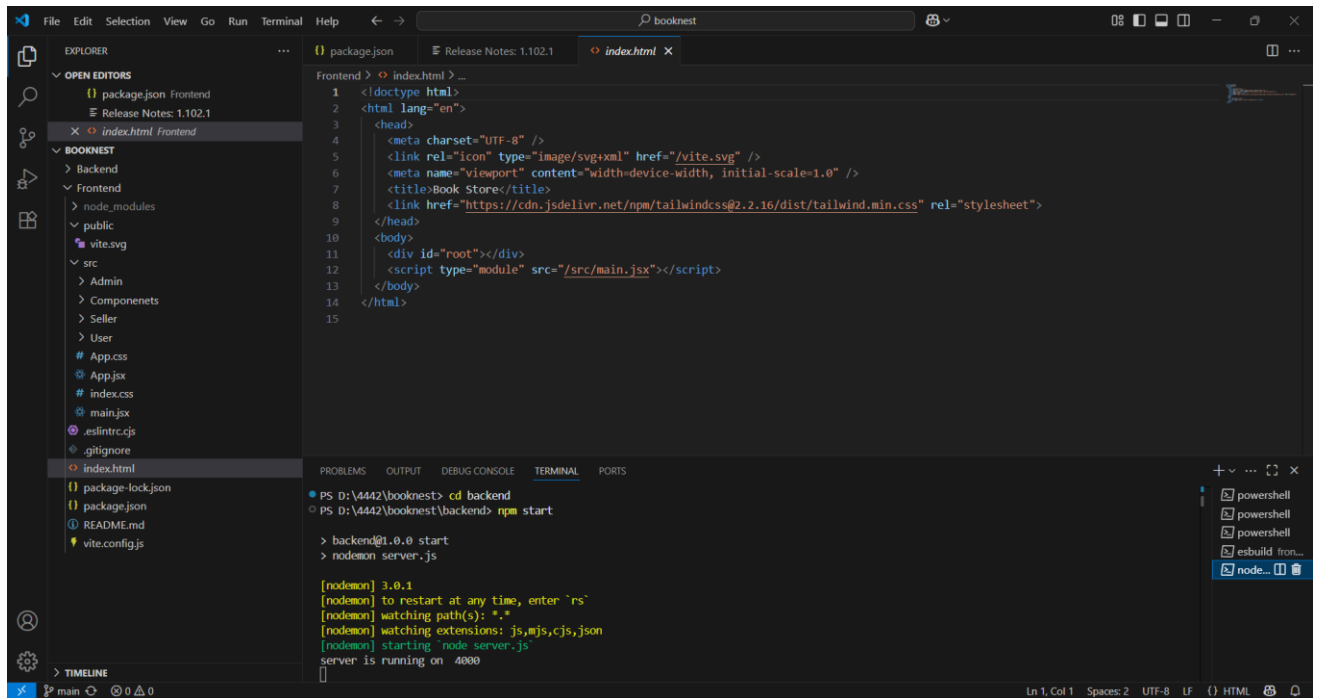 File Edit Selection View Go Run Terminal Help
booknest
EXPLORER
OPEN EDITORS
package.json Frontend
Release Notes: 1.102.1
index.html Frontend
BOOKNEST
Backend
Frontend
node_modules
public
vite.svg
src
Admin
Componenets
Seller
User
App.css
App.jsx
index.css
main.jsx
.eslintrc.cjs
.gitignore
index.html
package-lock.json
package.json
README.md
vite.config.js
TIMELINE
package.json Release Notes: 1.102.1 index.html
Frontend > index.html > ...
1 <!doctype html>
2 <html lang="en">
3 <head>
4 <meta charset="UTF-8" />
5 <link rel="icon" type="image/svg+xml" href="/vite.svg" />
6 <meta name="viewport" content="width=device-width, initial-scale=1.0" />
7 <title>Book Store</title>
8 <link href="https://cdn.jsdelivr.net/npm/tailwindcss@2.2.16/dist/tailwind.min.css" rel="stylesheet">
9 </head>
10 <body>
11 <div id="root"></div>
12 <script type="module" src="/src/main.jsx"></script>
13 </body>
14 </html>
15
PROBLEMS OUTPUT DEBUG CONSOLE TERMINAL PORTS
PS D:\4442\booknest> cd backend
PS D:\4442\booknest\backend> npm start
> backend@1.0.0 start
> nodemon server.js
[nodemon] 3.0.1
[nodemon] to restart at any time, enter `rs`
[nodemon] watching path(s): *.*
[nodemon] watching extensions: js,mjs,cjs,json
[nodemon] starting `node server.js`
server is running on  4000
powershell
powershell
powershell
esbuild fron...
node...
main 0 0
Ln 1, Col 1 Spaces: 2 UTF-8 LF {} HTML